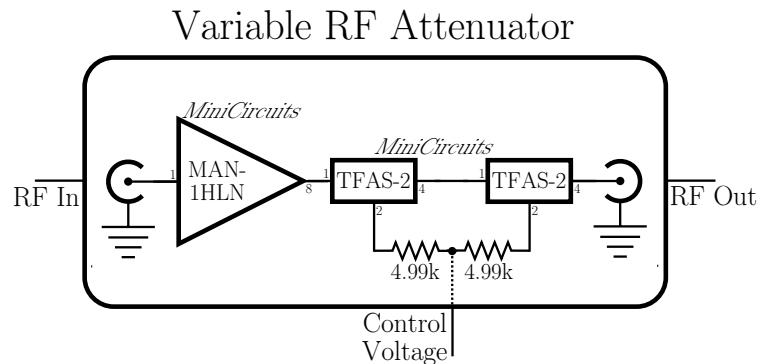 Variable RF Attenuator
MiniCircuits
MiniCircuits
MAN-
1HLN
1
8
1
TFAS-2
4
2
1
TFAS-2
4
2
RF In
RF Out
4.99k
4.99k
Control
Voltage